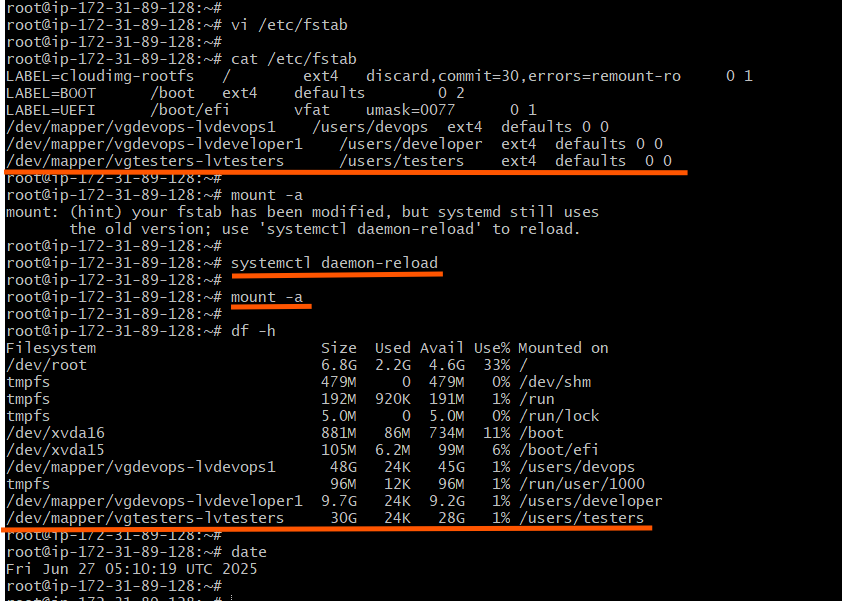 root@ip-172-31-89-128:~#
root@ip-172-31-89-128:~# vi /etc/fstab
root@ip-172-31-89-128:~#
root@ip-172-31-89-128:~# cat /etc/fstab
LABEL=cloudimg-rootfs   /        ext4   discard,commit=30,errors=remount-ro     0 1
LABEL=BOOT      /boot   ext4    defaults        0 2
LABEL=UEFI      /boot/efi       vfat    umask=0077      0 1
/dev/mapper/vgdevops-lvdevops1    /users/devops  ext4  defaults 0 0
/dev/mapper/vgdevops-lvdeveloper1    /users/developer  ext4  defaults 0 0
/dev/mapper/vgtesters-lvtesters      /users/testers    ext4  defaults  0 0
root@ip-172-31-89-128:~#
root@ip-172-31-89-128:~# mount -a
mount: (hint) your fstab has been modified, but systemd still uses
       the old version; use 'systemctl daemon-reload' to reload.
root@ip-172-31-89-128:~#
root@ip-172-31-89-128:~# systemctl daemon-reload
root@ip-172-31-89-128:~#
root@ip-172-31-89-128:~# mount -a
root@ip-172-31-89-128:~#
root@ip-172-31-89-128:~# df -h
Filesystem                         Size  Used Avail Use% Mounted on
/dev/root                          6.8G  2.2G  4.6G  33% /
tmpfs                              479M     0  479M   0% /dev/shm
tmpfs                              192M  920K  191M   1% /run
tmpfs                              5.0M     0  5.0M   0% /run/lock
/dev/xvda16                        881M   86M  734M  11% /boot
/dev/xvda15                        105M  6.2M   99M   6% /boot/efi
/dev/mapper/vgdevops-lvdevops1      48G   24K   45G   1% /users/devops
tmpfs                               96M   12K   96M   1% /run/user/1000
/dev/mapper/vgdevops-lvdeveloper1  9.7G   24K  9.2G   1% /users/developer
/dev/mapper/vgtesters-lvtesters     30G   24K   28G   1% /users/testers
root@ip-172-31-89-128:~#
root@ip-172-31-89-128:~# date
Fri Jun 27 05:10:19 UTC 2025
root@ip-172-31-89-128:~#
root@ip-172-31-89-128:~#